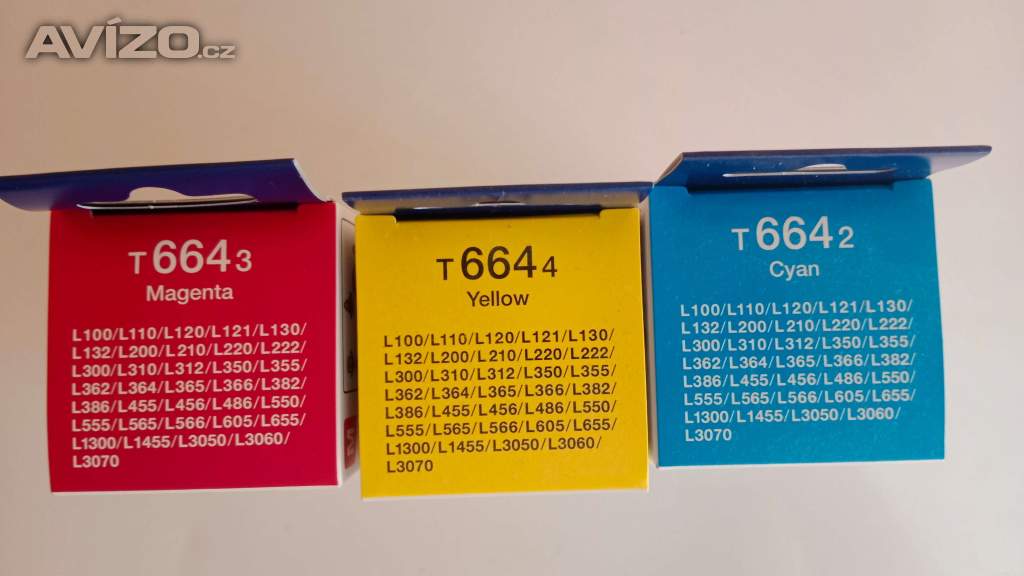 AVÍZO.cz
T 664 3
Magenta
L100/L110/L120/L121/L130/
L132/L200/L210/L220/L222/
L300/L310/L312/L350/L355/
L362/L364/L365/L366/L382/
L386/L455/L456/L486/L550/
L555/L565/L566/L605/L655/
L1300/L1455/L3050/L3060/
L3070
T 664 4
Yellow
L100/L110/L120/L121/L130/
L132/L200/L210/L220/L222/
L300/L310/L312/L350/L355/
L362/L364/L365/L366/L382/
L386/L455/L456/L486/L550/
L555/L565/L566/L605/L655/
L1300/L1455/L3050/L3060/
L3070
T 664 2
Cyan
L100/L110/L120/L121/L130/
L132/L200/L210/L220/L222/
L300/L310/L312/L350/L355/
L362/L364/L365/L366/L382/
L386/L455/L456/L486/L550/
L555/L565/L566/L605/L655/
L1300/L1455/L3050/L3060/
L3070